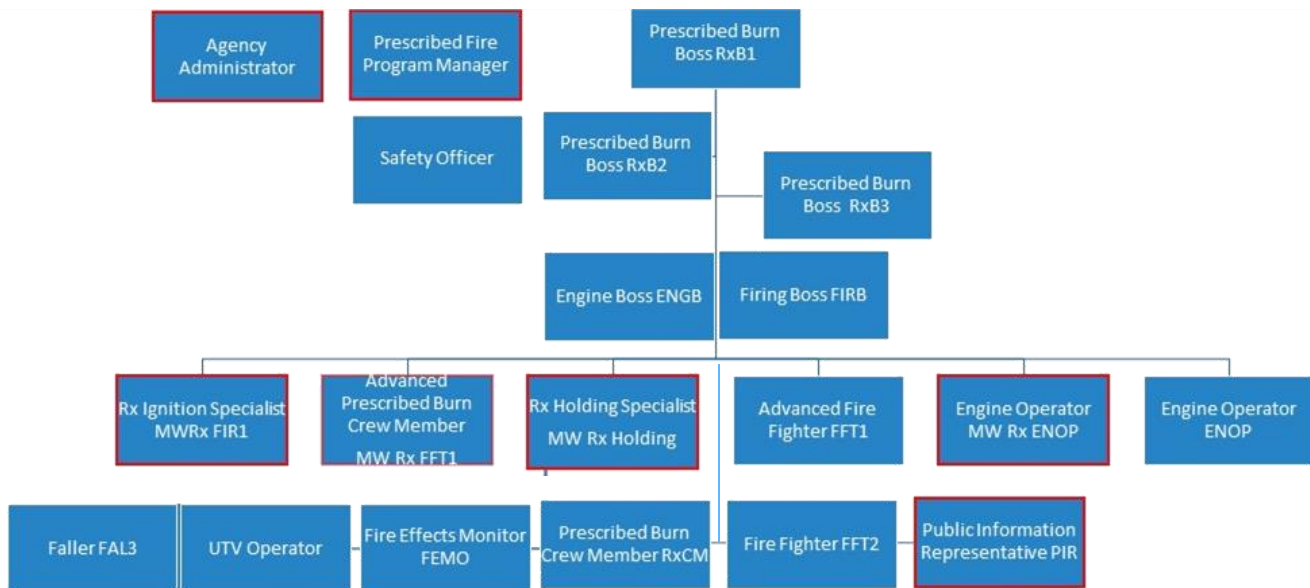 Agency
Administrator
Prescribed Fire
Program Manager
Prescribed Burn
Boss RxB1
Safety Officer
Prescribed Burn
Boss RxB2
Prescribed Burn
Boss RxB3
Engine Boss ENGB
Firing Boss FIRB
Rx Ignition Specialist
MWRx FIR1
Advanced
Prescribed Burn
Crew Member
MW Rx FFT1
Rx Holding Specialist
MW Rx Holding
Advanced Fire
Fighter FFT1
Engine Operator
MW Rx ENOP
Engine Operator
ENOP
Faller FAL3
UTV Operator
Fire Effects Monitor
FEMO
Prescribed Burn
Crew Member RxCM
Fire Fighter FFT2
Public Information
Representative PIR